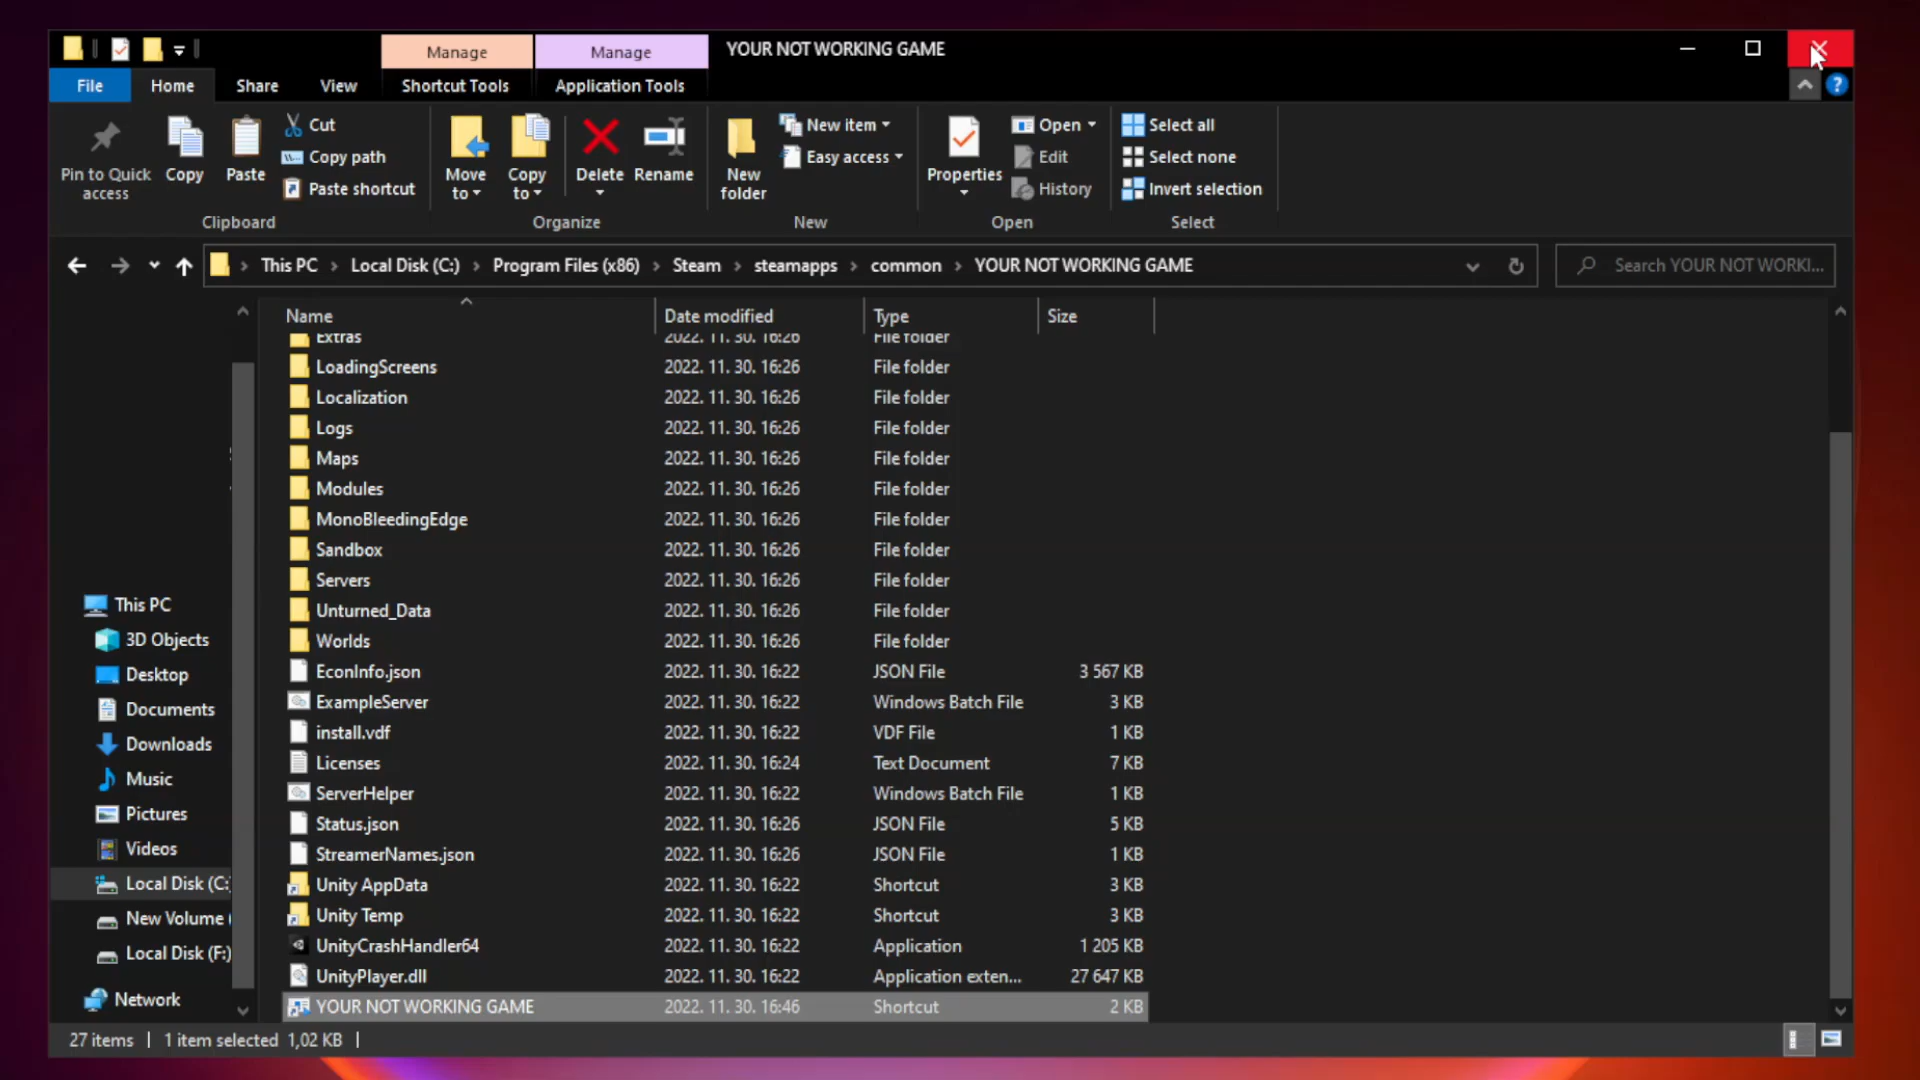 Manage
Manage
YOUR NOT WORKING GAME
File
Home
Share
View
Shortcut Tools
Application Tools
Pin to Quick access
Copy
Paste
Cut
Copy path
Paste shortcut
Clipboard
Move to
Copy to
Delete
Rename
Organize
New folder
New item
Easy access
New
Properties
Open
Edit
History
Open
Select all
Select none
Invert selection
Select
This PC > Local Disk (C:) > Program Files (x86) > Steam > steamapps > common > YOUR NOT WORKING GAME
Search YOUR NOT WORKI...
Name Date modified Type Size
Extras 2022. 11. 30. 16:26 File folder
LoadingScreens 2022. 11. 30. 16:26 File folder
Localization 2022. 11. 30. 16:26 File folder
Logs 2022. 11. 30. 16:26 File folder
Maps 2022. 11. 30. 16:26 File folder
Modules 2022. 11. 30. 16:26 File folder
MonoBleedingEdge 2022. 11. 30. 16:26 File folder
Sandbox 2022. 11. 30. 16:26 File folder
Servers 2022. 11. 30. 16:26 File folder
Unturned_Data 2022. 11. 30. 16:26 File folder
Worlds 2022. 11. 30. 16:26 File folder
EconInfo.json 2022. 11. 30. 16:22 JSON File 3 567 KB
ExampleServer 2022. 11. 30. 16:22 Windows Batch File 3 KB
install.vdf 2022. 11. 30. 16:22 VDF File 1 KB
Licenses 2022. 11. 30. 16:24 Text Document 7 KB
ServerHelper 2022. 11. 30. 16:22 Windows Batch File 1 KB
Status.json 2022. 11. 30. 16:26 JSON File 5 KB
StreamerNames.json 2022. 11. 30. 16:26 JSON File 1 KB
Unity AppData 2022. 11. 30. 16:22 Shortcut 3 KB
Unity Temp 2022. 11. 30. 16:22 Shortcut 3 KB
UnityCrashHandler64 2022. 11. 30. 16:22 Application 1 205 KB
UnityPlayer.dll 2022. 11. 30. 16:22 Application exten... 27 647 KB
YOUR NOT WORKING GAME 2022. 11. 30. 16:46 Shortcut 2 KB
This PC
3D Objects
Desktop
Documents
Downloads
Music
Pictures
Videos
Local Disk (C:)
New Volume (
Local Disk (F:)
Network
27 items | 1 item selected 1,02 KB |